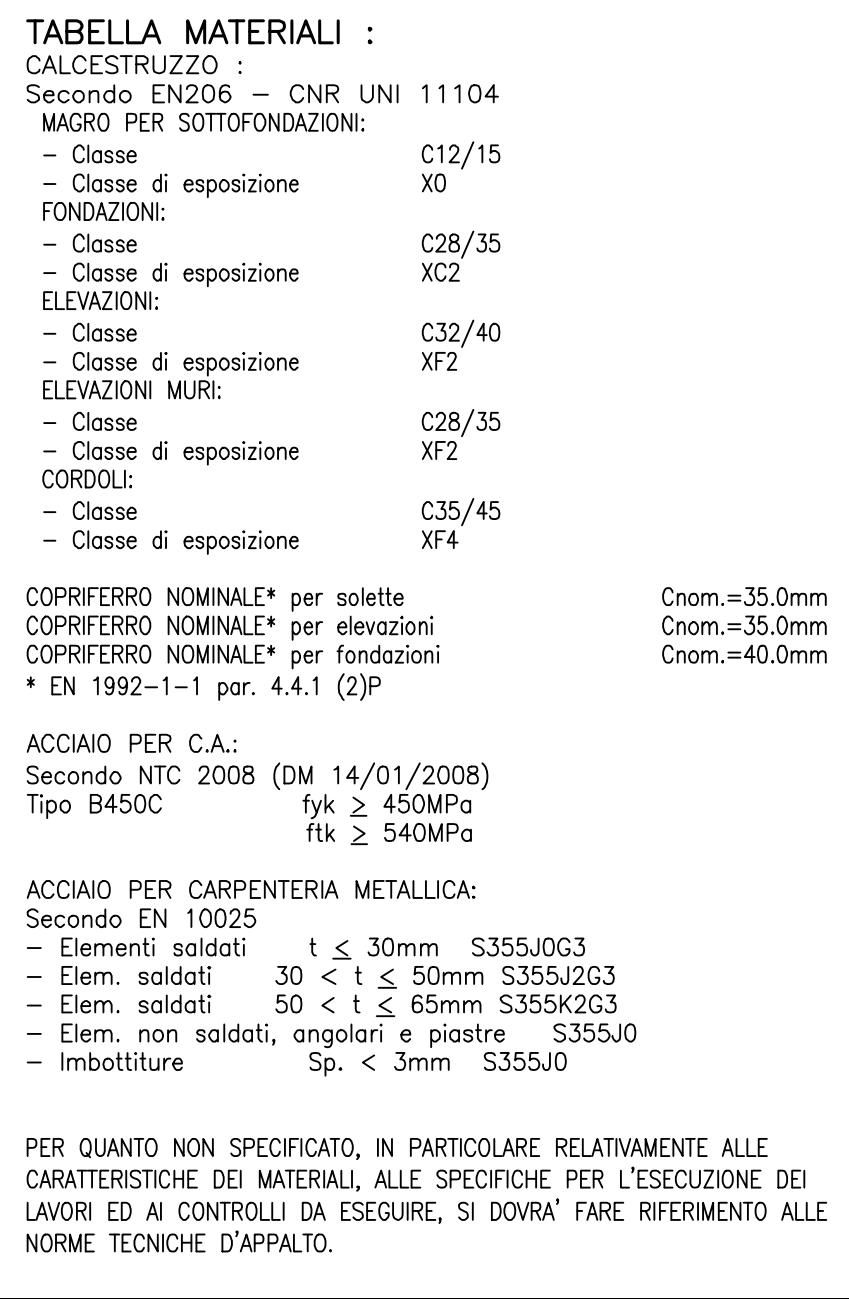 TABELLA MATERIALI :
CALCESTRUZZO :
Secondo EN206 – CNR UNI 11104
MAGRO PER SOTTOFONDAZIONI:
– Classe C12/15
– Classe di esposizione X0
FONDAZIONI:
– Classe C28/35
– Classe di esposizione XC2
ELEVAZIONI:
– Classe C32/40
– Classe di esposizione XF2
ELEVAZIONI MURI:
– Classe C28/35
– Classe di esposizione XF2
CORDOLI:
– Classe C35/45
– Classe di esposizione XF4
COPRIFERRO NOMINALE* per solette Cnom.=35.0mm
COPRIFERRO NOMINALE* per elevazioni Cnom.=35.0mm
COPRIFERRO NOMINALE* per fondazioni Cnom.=40.0mm
* EN 1992–1–1 par. 4.4.1 (2)P
ACCIAIO PER C.A.:
Secondo NTC 2008 (DM 14/01/2008)
Tipo B450C fyk ≥ 450MPa
ftk ≥ 540MPa
ACCIAIO PER CARPENTERIA METALLICA:
Secondo EN 10025
– Elementi saldati t ≤ 30mm S355J0G3
– Elem. saldati 30 < t ≤ 50mm S355J2G3
– Elem. saldati 50 < t ≤ 65mm S355K2G3
– Elem. non saldati, angolari e piastre S355J0
– Imbottiture Sp. < 3mm S355J0
PER QUANTO NON SPECIFICATO, IN PARTICOLARE RELATIVAMENTE ALLE
CARATTERISTICHE DEI MATERIALI, ALLE SPECIFICHE PER L'ESECUZIONE DEI
LAVORI ED AI CONTROLLI DA ESEGUIRE, SI DOVRA' FARE RIFERIMENTO ALLE
NORME TECNICHE D'APPALTO.